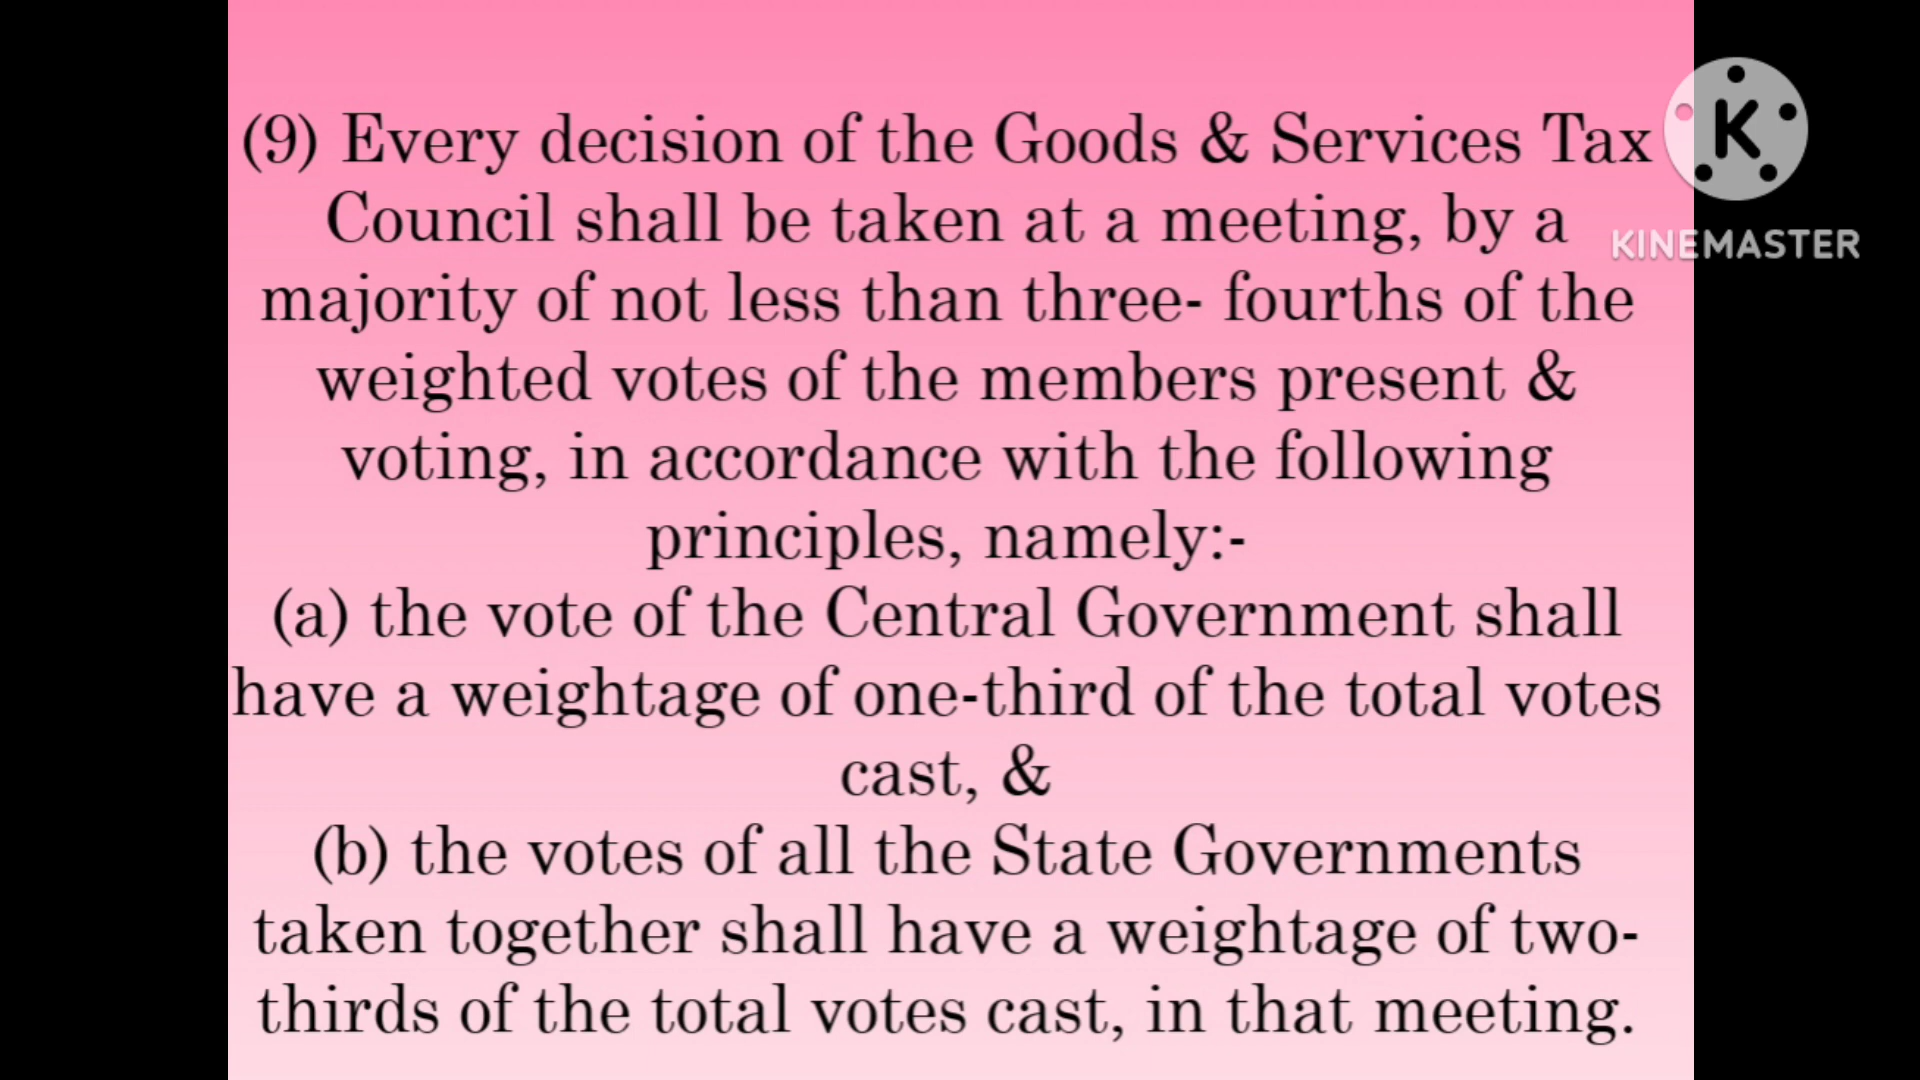 (9) Every decision of the Goods & Services Tax
Council shall be taken at a meeting, by a
majority of not less than three- fourths of the
weighted votes of the members present &
voting, in accordance with the following
principles, namely:-
(a) the vote of the Central Government shall
have a weightage of one-third of the total votes
cast, &
(b) the votes of all the State Governments
taken together shall have a weightage of two-
thirds of the total votes cast, in that meeting.
K
KINEMASTER